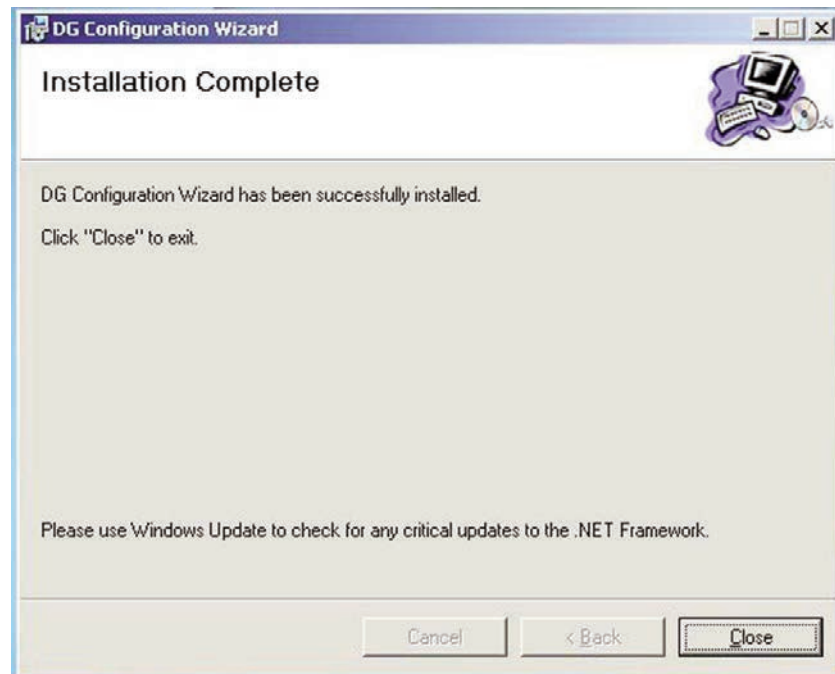 DG Configuration Wizard
Installation Complete
DG Configuration Wizard has been successfully installed.
Click "Close" to exit.
Please use Windows Update to check for any critical updates to the .NET Framework.
Cancel
< Back
Close